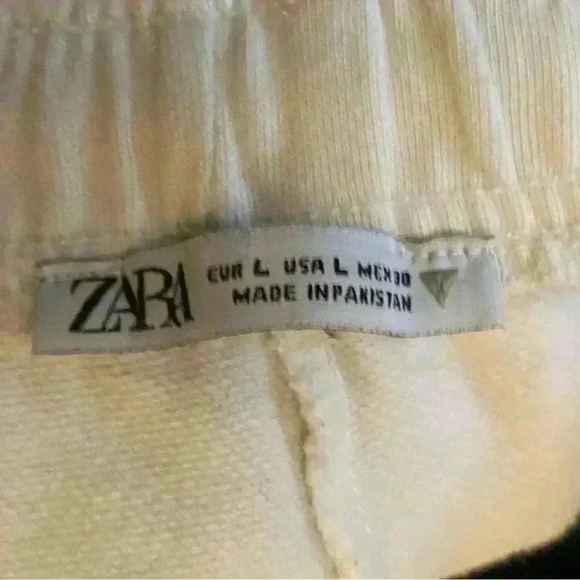 ZARA
EUR L USA L MEX 30
MADE IN PAKISTAN